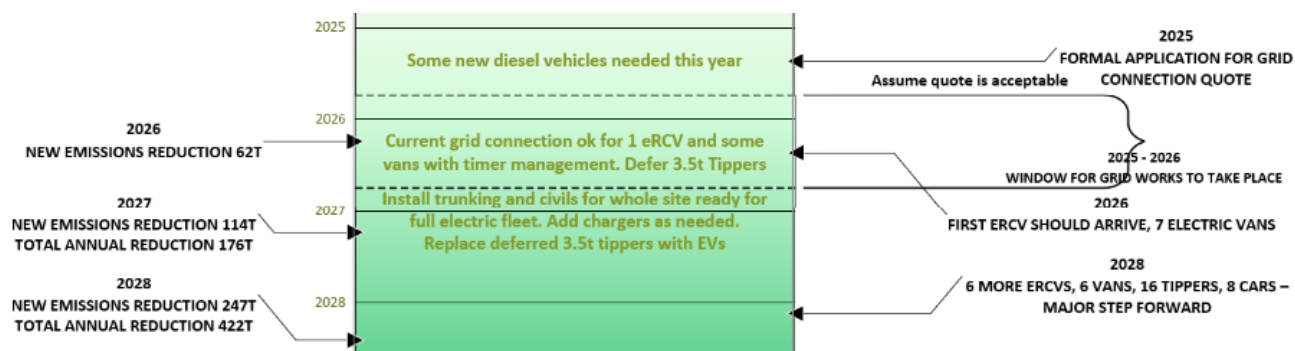 2025
Some new diesel vehicles needed this year
2025
FORMAL APPLICATION FOR GRID
CONNECTION QUOTE
Assume quote is acceptable
2026
2026
NEW EMISSIONS REDUCTION 62T
Current grid connection ok for 1 eRCV and some
vans with timer management. Defer 3.5t Tippers
2025 - 2026
WINDOW FOR GRID WORKS TO TAKE PLACE
2027
NEW EMISSIONS REDUCTION 114T
TOTAL ANNUAL REDUCTION 176T
2027
Install trunking and civils for whole site ready for
full electric fleet. Add chargers as needed.
Replace deferred 3.5t tippers with EVs
2026
FIRST ERCV SHOULD ARRIVE, 7 ELECTRIC VANS
2028
NEW EMISSIONS REDUCTION 247T
TOTAL ANNUAL REDUCTION 422T
2028
2028
6 MORE ERCVS, 6 VANS, 16 TIPPERS, 8 CARS –
MAJOR STEP FORWARD